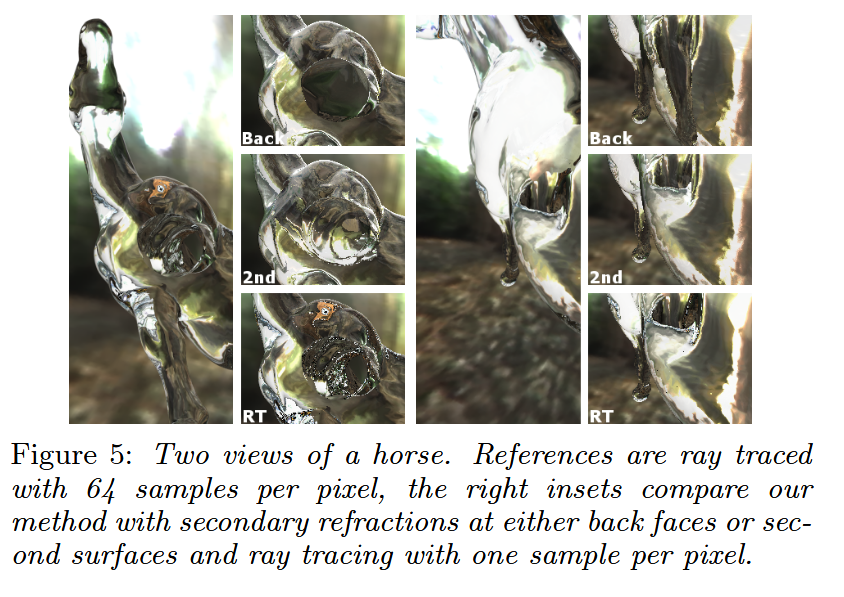 Back
2nd
RT
Back
2nd
RT
Figure 5: Two views of a horse. References are ray traced
with 64 samples per pixel, the right insets compare our
method with secondary refractions at either back faces or sec-
ond surfaces and ray tracing with one sample per pixel.